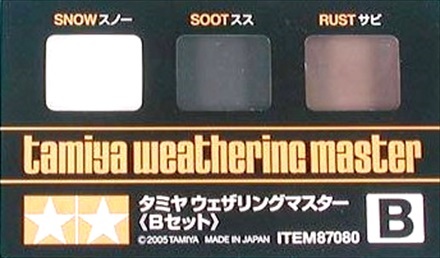 SNOWスノー SOOTスス RUSTサビ
tamiya weathering master
タミヤ ウェザリングマスター
〈Bセット〉
B
©2005 TAMIYA MADE IN JAPAN ITEM87080